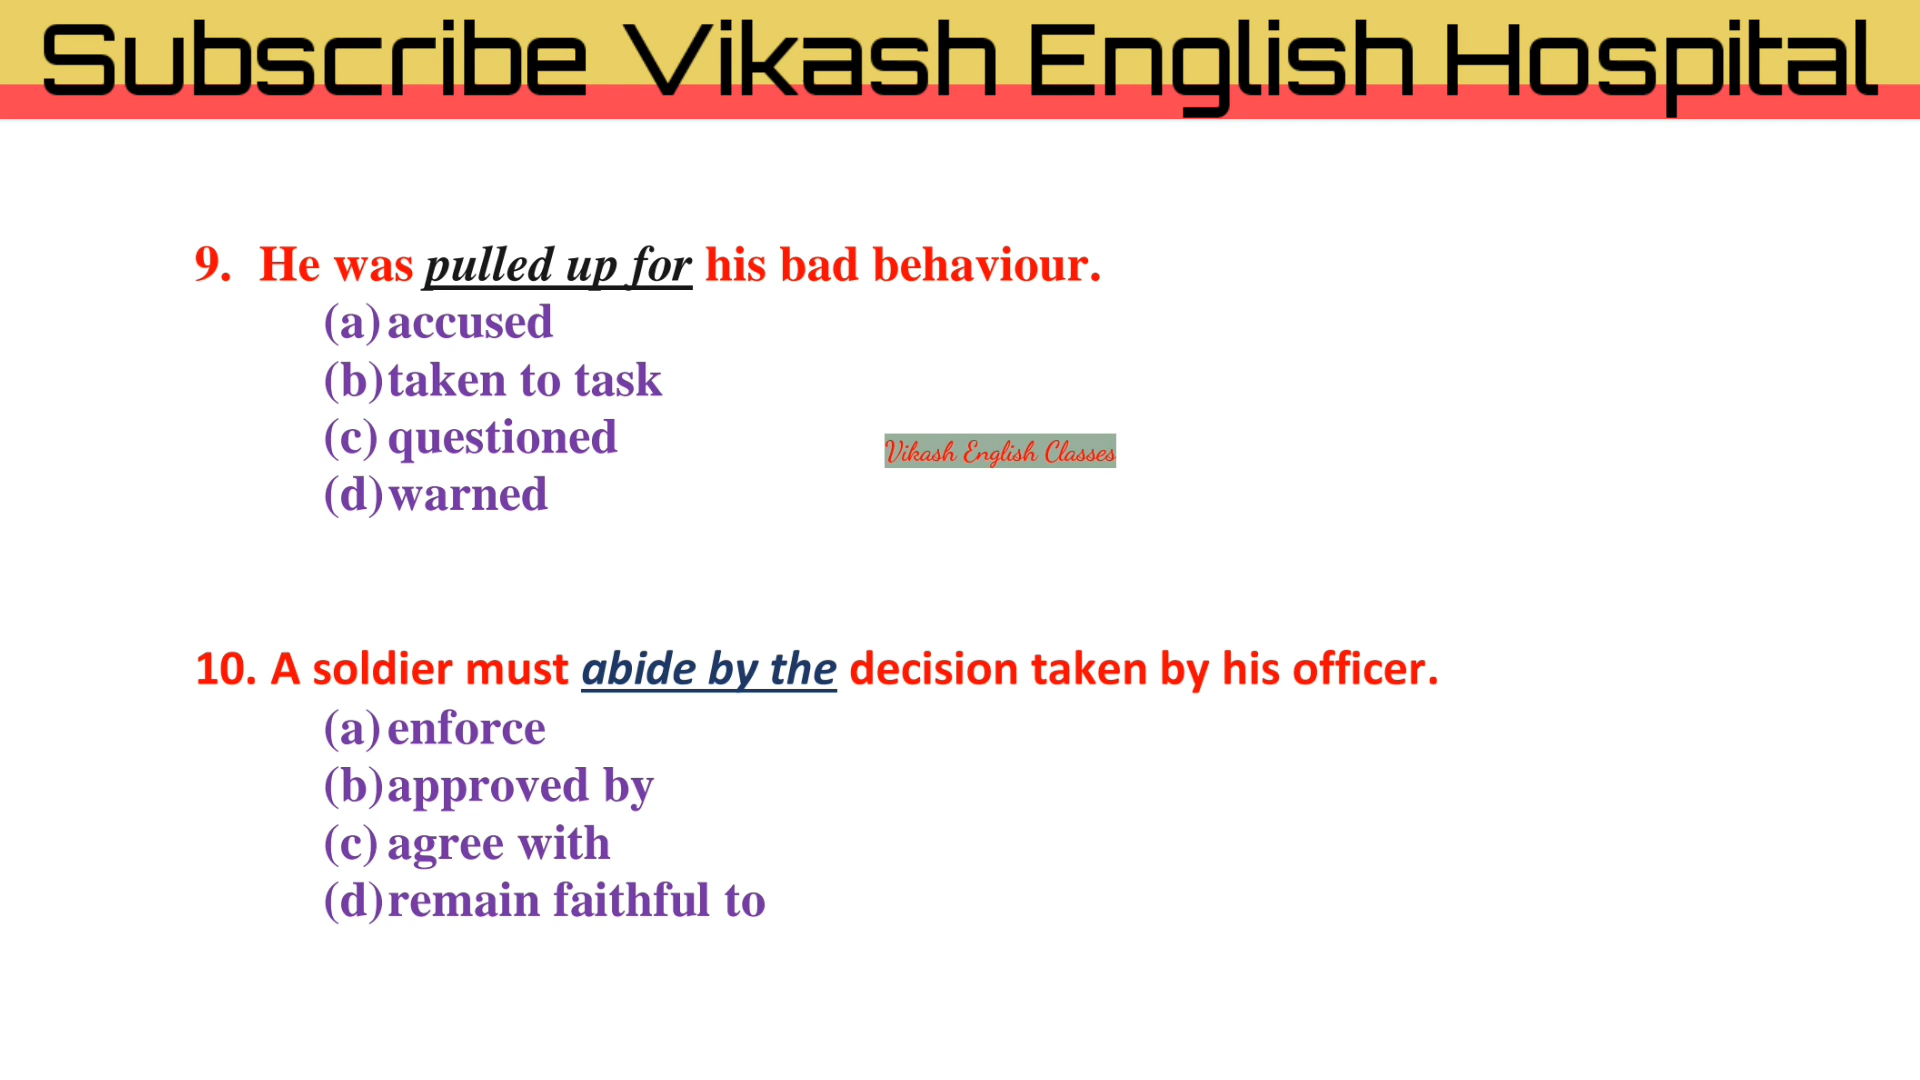 Subscribe Vikash English Hospital
9. He was pulled up for his bad behaviour.
(a) accused
(b) taken to task
(c) questioned
Vikash English Classes
(d) warned
10. A soldier must abide by the decision taken by his officer.
(a) enforce
(b) approved by
(c) agree with
(d) remain faithful to